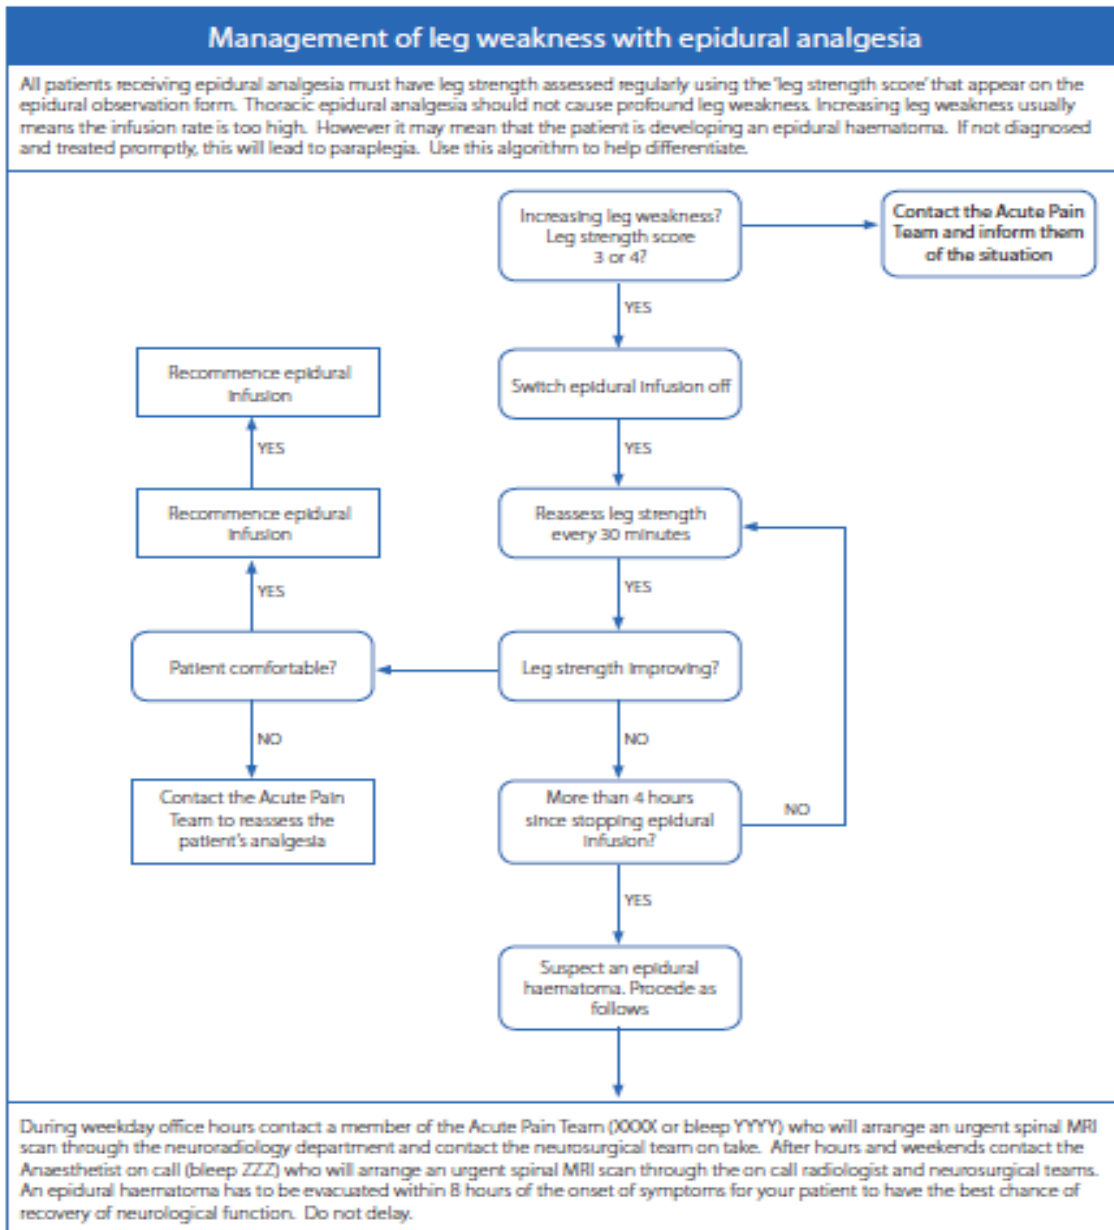 Management of leg weakness with epidural analgesia
All patients receiving epidural analgesia must have leg strength assessed regularly using the 'leg strength score' that appear on the
epidural observation form. Thoracic epidural analgesia should not cause profound leg weakness. Increasing leg weakness usually
means the infusion rate is too high. However it may mean that the patient is developing an epidural haematoma. If not diagnosed
and treated promptly, this will lead to paraplegia. Use this algorithm to help differentiate.
Increasing leg weakness?
Leg strength score
3 or 4?
Contact the Acute Pain
Team and inform them
of the situation
YES
Switch epidural infusion off
Recommence epidural
infusion
YES
YES
Recommence epidural
infusion
Reassess leg strength
every 30 minutes
YES
YES
Patient comfortable?
Leg strength improving?
NO
NO
Contact the Acute Pain
Team to reassess the
patient's analgesia
More than 4 hours
since stopping epidural
infusion?
NO
YES
Suspect an epidural
haematoma. Procede as
follows
During weekday office hours contact a member of the Acute Pain Team (XXXX or bleep YYYY) who will arrange an urgent spinal MRI
scan through the neuroradiology department and contact the neurosurgical team on take. After hours and weekends contact the
Anaesthetist on call (bleep ZZZ) who will arrange an urgent spinal MRI scan through the on call radiologist and neurosurgical teams.
An epidural haematoma has to be evacuated within 8 hours of the onset of symptoms for your patient to have the best chance of
recovery of neurological function. Do not delay.